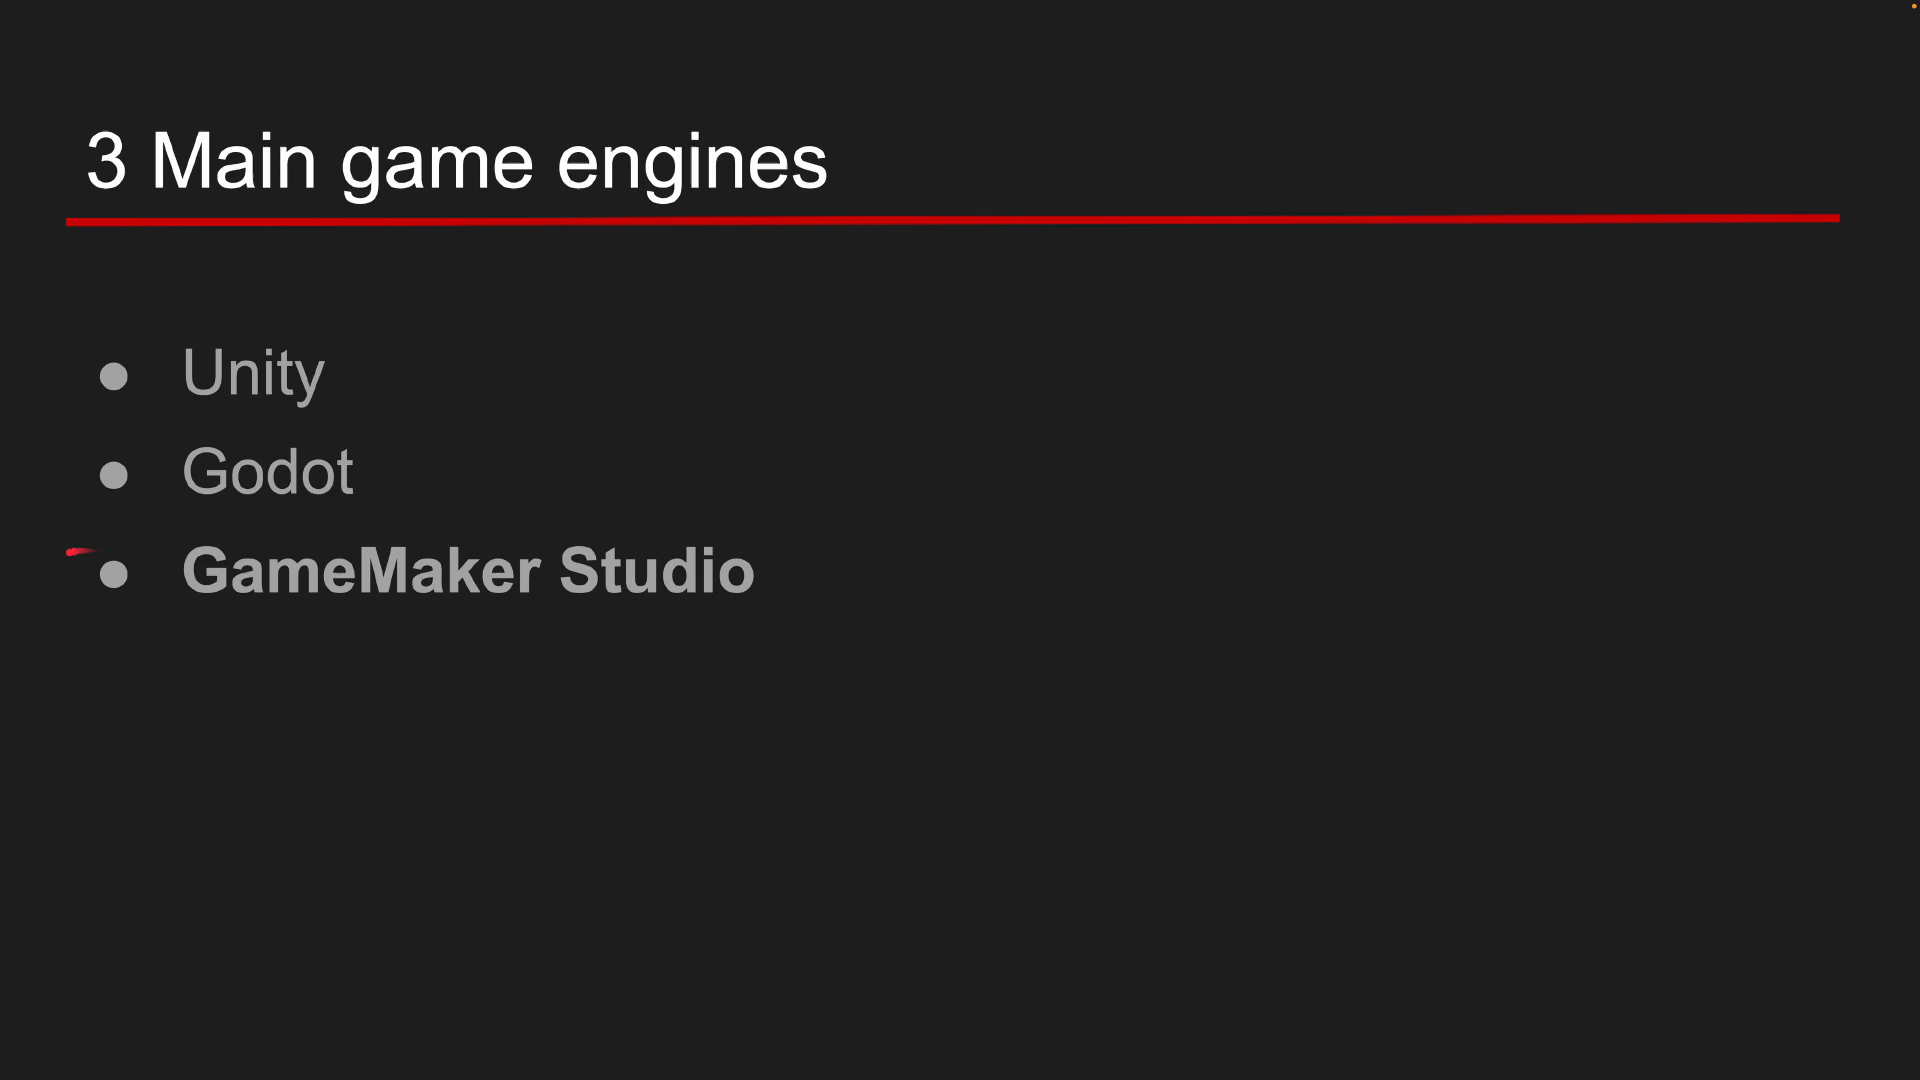 3 Main game engines
● Unity
● Godot
● GameMaker Studio